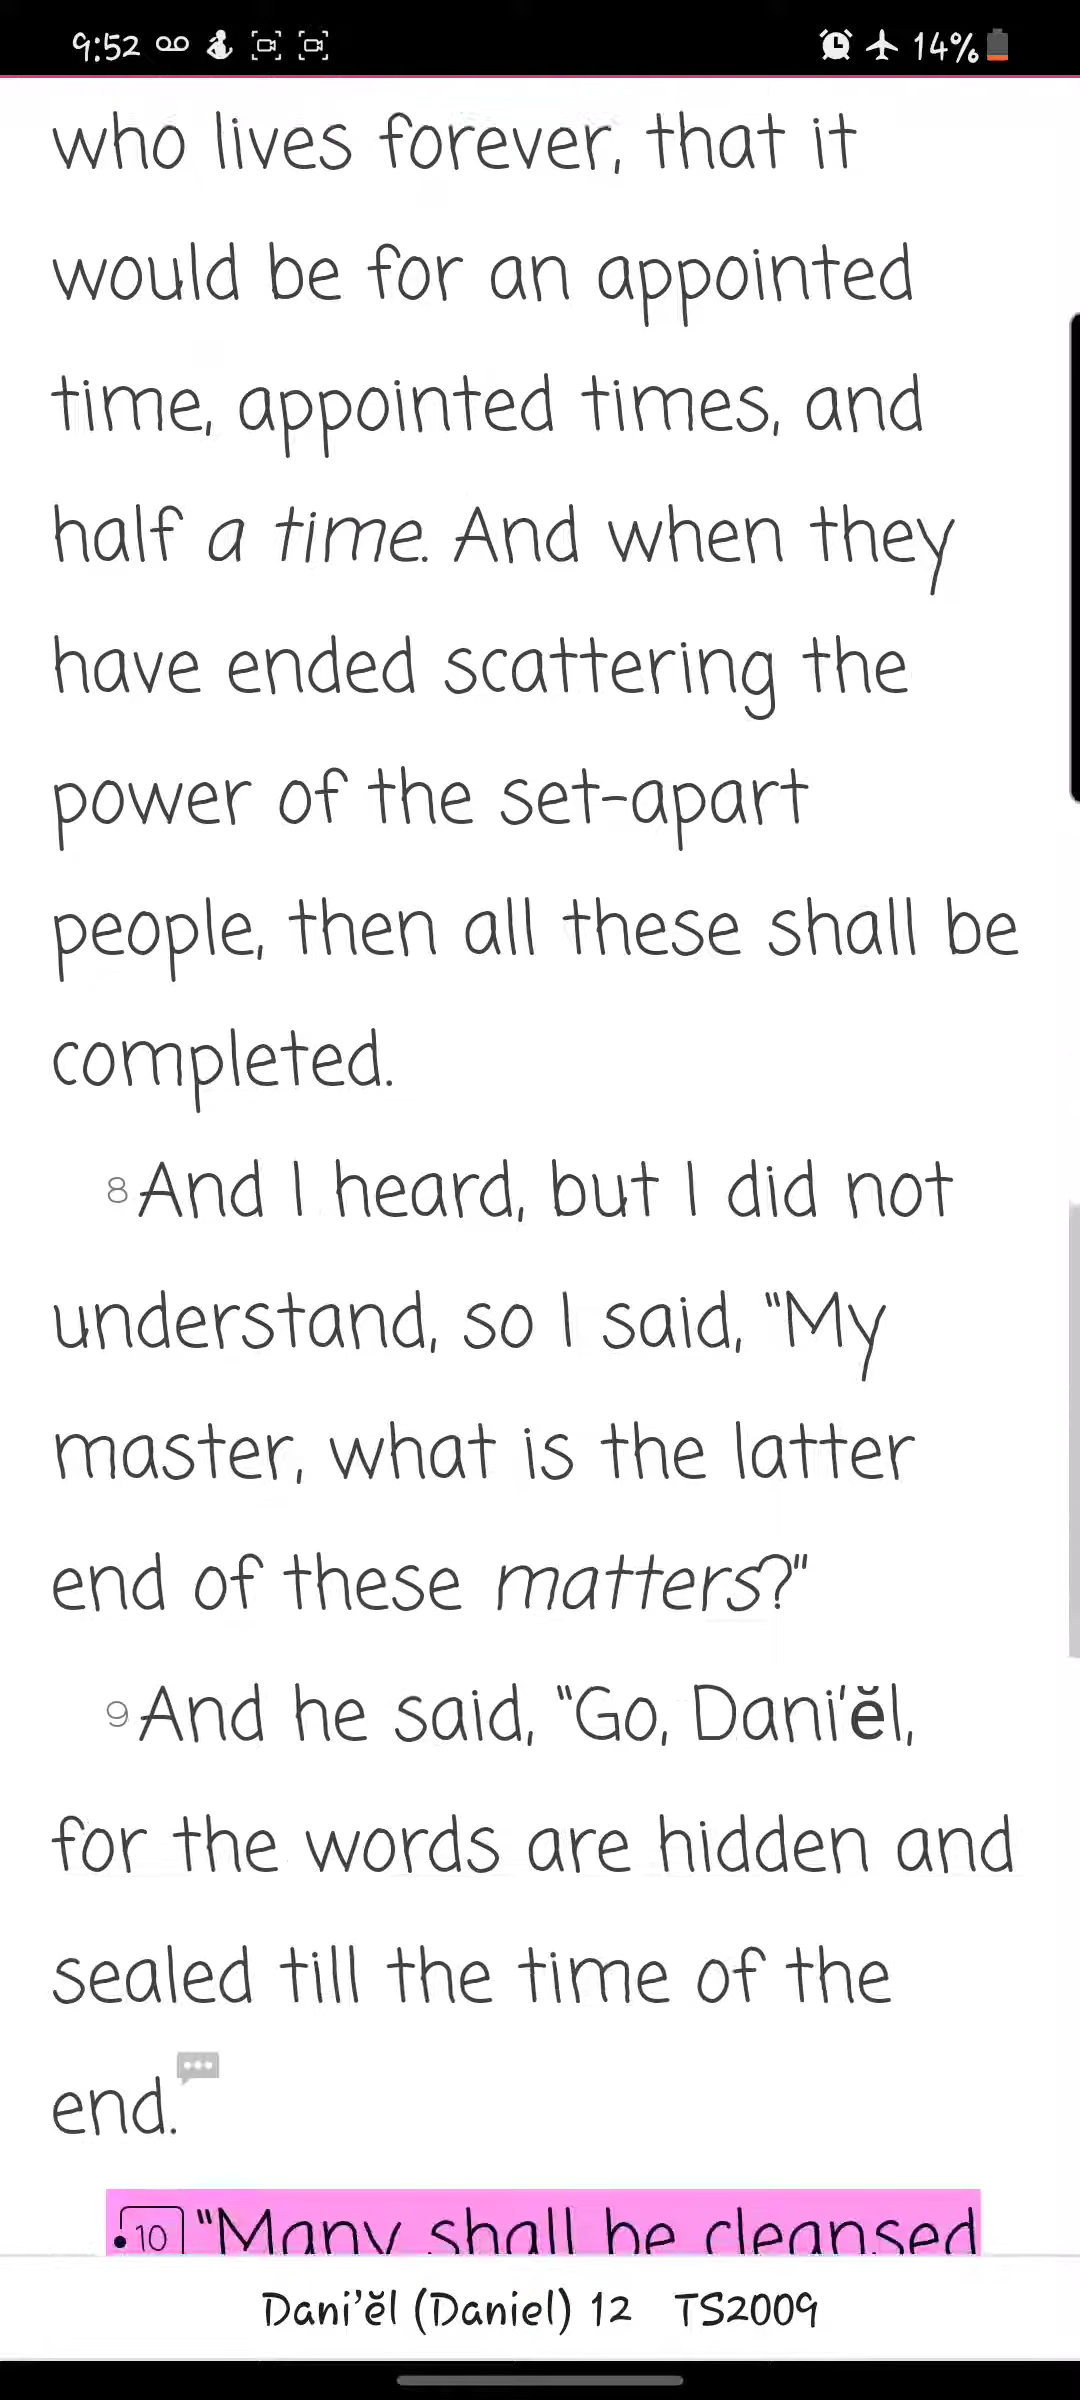 9:52 14%
who lives forever, that it
would be for an appointed
time, appointed times, and
half a time. And when they
have ended scattering the
power of the set-apart
people, then all these shall be
completed.
8 And I heard, but I did not
understand, so I said, "My
master, what is the latter
end of these matters?"
9 And he said, "Go, Dani'ĕl,
for the words are hidden and
sealed till the time of the
end.
10 "Many shall be cleansed
Dani'ĕl (Daniel) 12 TS2009